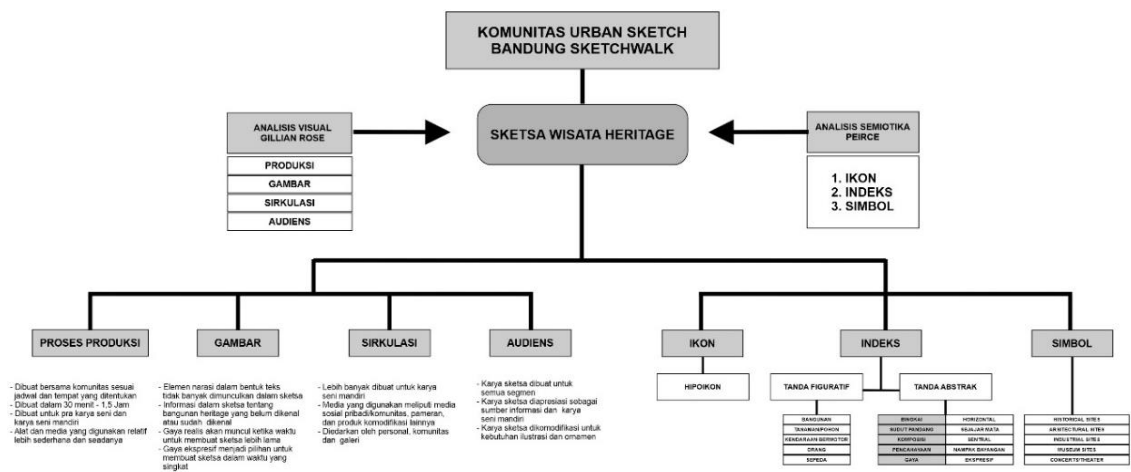 KOMUNITAS URBAN SKETCH
BANDUNG SKETCHWALK
ANALISIS VISUAL
GILLIAN ROSE
PRODUKSI
GAMBAR
SIRKULASI
AUDIENS
SKETSA WISATA HERITAGE
ANALISIS SEMIOTIKA
PEIRCE
1. IKON
2. INDEKS
3. SIMBOL
PROSES PRODUKSI
- Dibuat bersama komunitas sesuai
jadwal dan tempat yang ditentukan
- Dibuat dalam 30 menit - 1,5 Jam
- Dibuat untuk pra karya seni dan
karya seni mandiri
- Alat dan media yang digunakan relatif
lebih sederhana dan seadanya
GAMBAR
- Elemen narasi dalam bentuk teks
tidak banyak dimunculkan dalam sketsa
- Informasi dalam sketsa tentang
bangunan heritage yang belum dikenal
atau sudah dikenal
- Gaya realis akan muncul ketika waktu
untuk membuat sketsa lebih lama
- Gaya ekspresif menjadi pilihan untuk
membuat sketsa dalam waktu yang
singkat
SIRKULASI
- Lebih banyak dibuat untuk karya
seni mandiri
- Media yang digunakan meliputi media
sosial pribadi/komunitas, pameran,
dan produk komodifikasi lainnya
- Diedarkan oleh personal, komunitas
dan galeri
AUDIENS
- Karya sketsa dibuat untuk
semua segmen
- Karya sketsa diapresiasi sebagai
sumber informasi dan karya
seni mandiri
- Karya sketsa dikomodifikasi untuk
kebutuhan ilustrasi dan ornamen
IKON
HIPOIKON
INDEKS
TANDA FIGURATIF
BANGUNAN
TANAMAN/POHON
KENDARAAN BERMOTOR
ORANG
SEPEDA
TANDA ABSTRAK
BINGKAI HORIZONTAL
SUDUT PANDANG SEJAJAR MATA
KOMPOSISI SENTRAL
PENCAHAYAAN NAMPAK BAYANGAN
GAYA EKSPRESIF
SIMBOL
HISTORICAL SITES
ARSITECTURAL SITES
INDUSTRIAL SITES
MUSEUM SITES
CONCERTS/THEATER